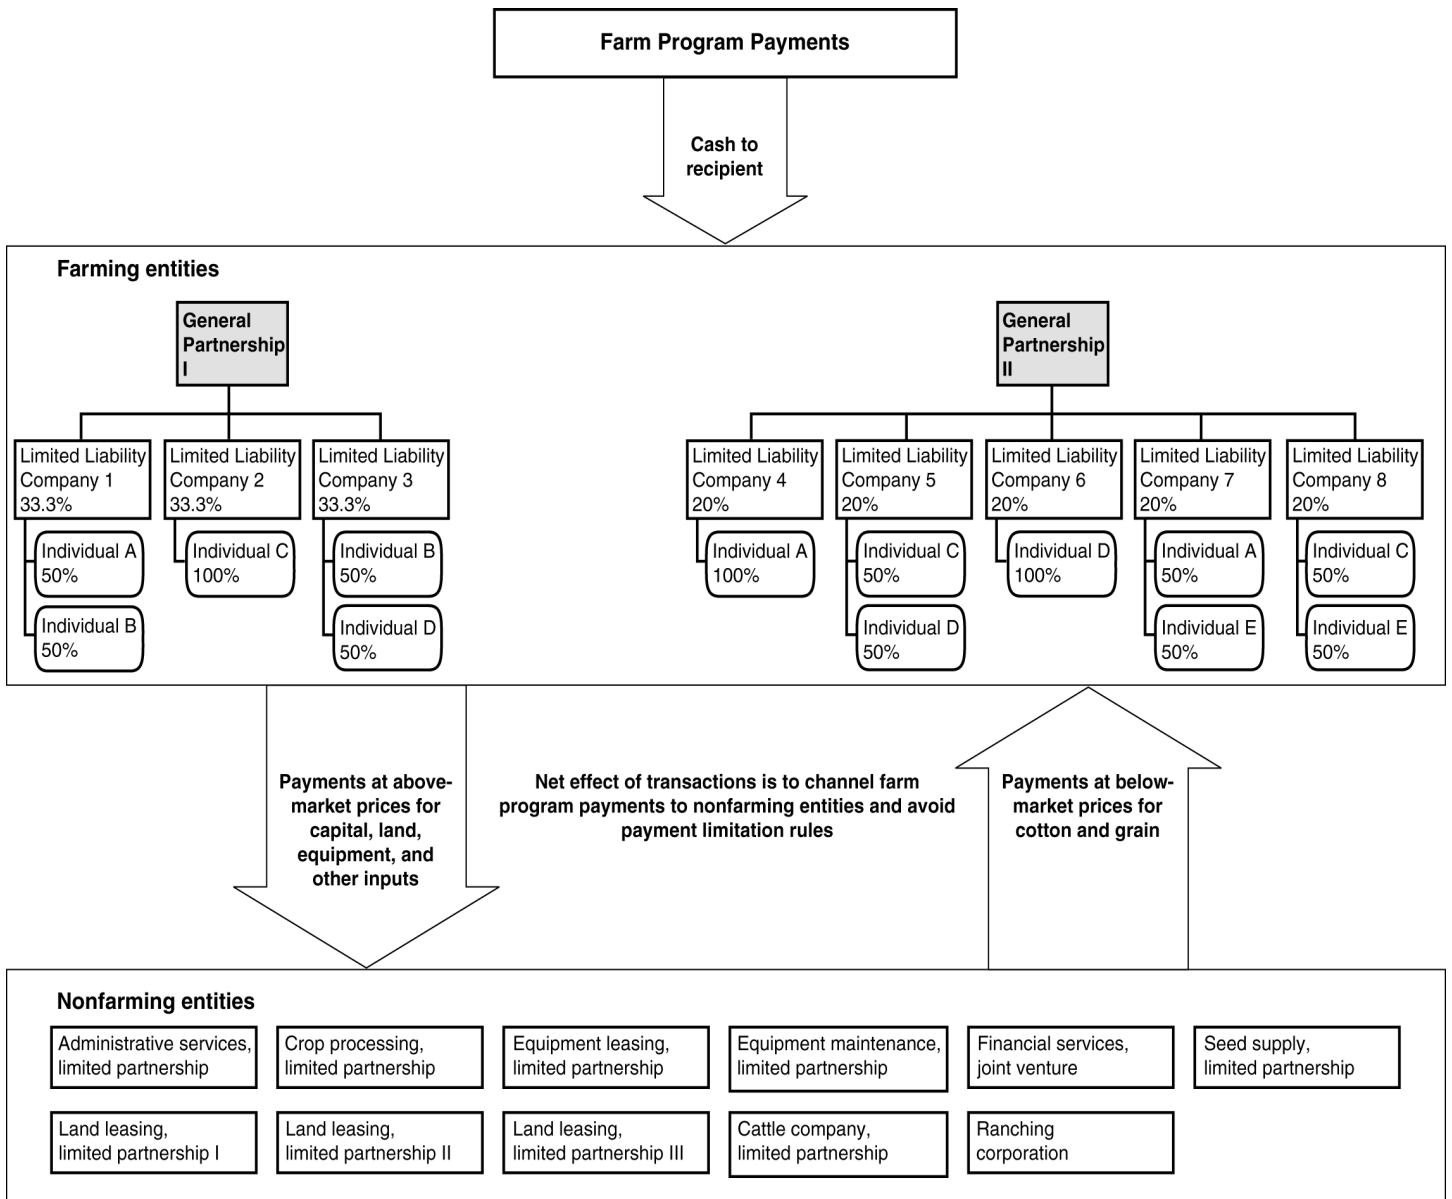 Farm Program Payments
Cash to
recipient
Farming entities
General
Partnership
I
General
Partnership
II
Limited Liability
Company 1
33.3%
Limited Liability
Company 2
33.3%
Limited Liability
Company 3
33.3%
Limited Liability
Company 4
20%
Limited Liability
Company 5
20%
Limited Liability
Company 6
20%
Limited Liability
Company 7
20%
Limited Liability
Company 8
20%
Individual A
50%
Individual B
50%
Individual C
100%
Individual B
50%
Individual D
50%
Individual A
100%
Individual C
50%
Individual D
50%
Individual D
100%
Individual A
50%
Individual E
50%
Individual C
50%
Individual E
50%
Payments at above-
market prices for
capital, land,
equipment, and
other inputs
Net effect of transactions is to channel farm
program payments to nonfarming entities and avoid
payment limitation rules
Payments at below-
market prices for
cotton and grain
Nonfarming entities
Administrative services,
limited partnership
Crop processing,
limited partnership
Equipment leasing,
limited partnership
Equipment maintenance,
limited partnership
Financial services,
joint venture
Seed supply,
limited partnership
Land leasing,
limited partnership I
Land leasing,
limited partnership II
Land leasing,
limited partnership III
Cattle company,
limited partnership
Ranching
corporation